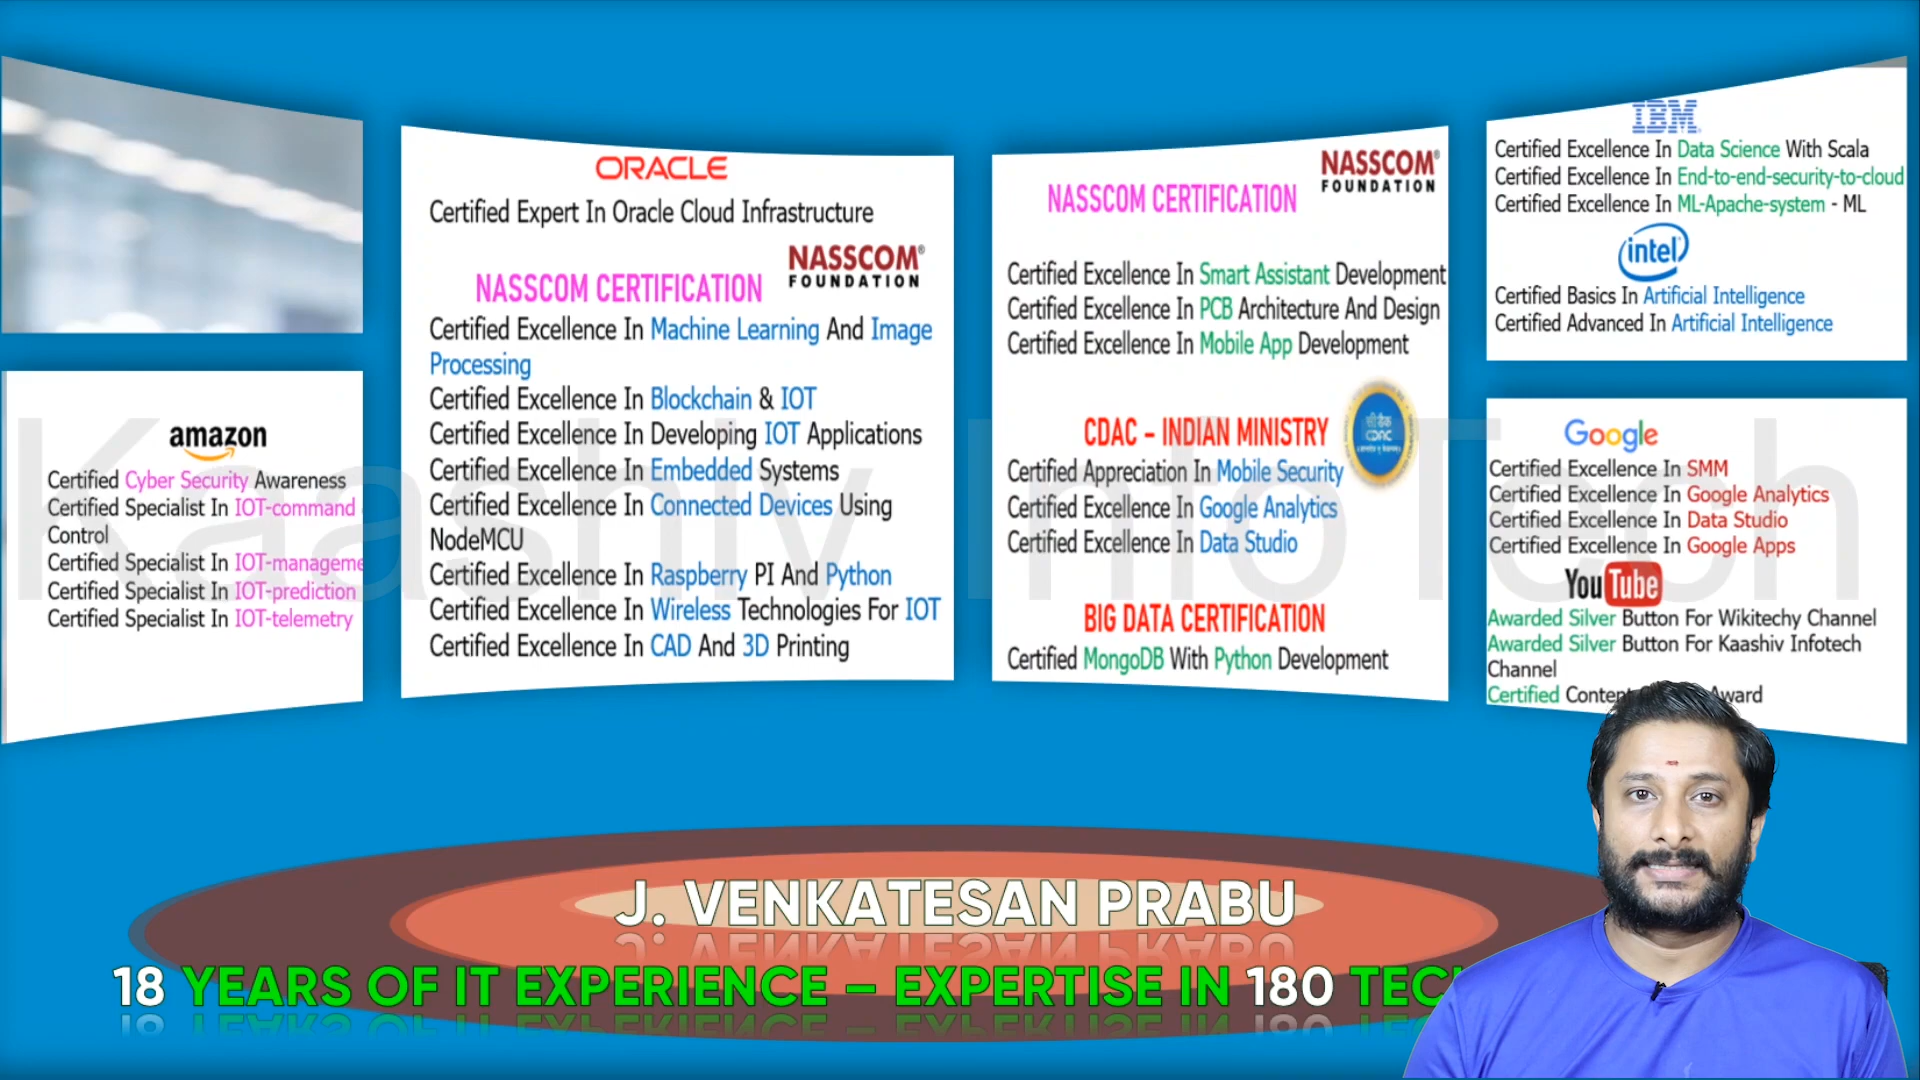 amazon
Certified Cyber Security Awareness
Certified Specialist In IOT-command
Control
Certified Specialist In IOT-manageme
Certified Specialist In IOT-prediction
Certified Specialist In IOT-telemetry
ORACLE
Certified Expert In Oracle Cloud Infrastructure
NASSCOM CERTIFICATION
NASSCOM®
FOUNDATION
Certified Excellence In Machine Learning And Image
Processing
Certified Excellence In Blockchain & IOT
Certified Excellence In Developing IOT Applications
Certified Excellence In Embedded Systems
Certified Excellence In Connected Devices Using
NodeMCU
Certified Excellence In Raspberry PI And Python
Certified Excellence In Wireless Technologies For IOT
Certified Excellence In CAD And 3D Printing
NASSCOM CERTIFICATION
NASSCOM®
FOUNDATION
Certified Excellence In Smart Assistant Development
Certified Excellence In PCB Architecture And Design
Certified Excellence In Mobile App Development
CDAC – INDIAN MINISTRY
सी डैक
CDAC
Certified Appreciation In Mobile Security
Certified Excellence In Google Analytics
Certified Excellence In Data Studio
BIG DATA CERTIFICATION
Certified MongoDB With Python Development
IBM
Certified Excellence In Data Science With Scala
Certified Excellence In End-to-end-security-to-cloud
Certified Excellence In ML-Apache-system - ML
intel
Certified Basics In Artificial Intelligence
Certified Advanced In Artificial Intelligence
Google
Certified Excellence In SMM
Certified Excellence In Google Analytics
Certified Excellence In Data Studio
Certified Excellence In Google Apps
YouTube
Awarded Silver Button For Wikitechy Channel
Awarded Silver Button For Kaashiv Infotech
Channel
Certified Award
Kaashiv InfoTech
J. VENKATESAN PRABU
18 YEARS OF IT EXPERIENCE – EXPERTISE IN 180 TEC